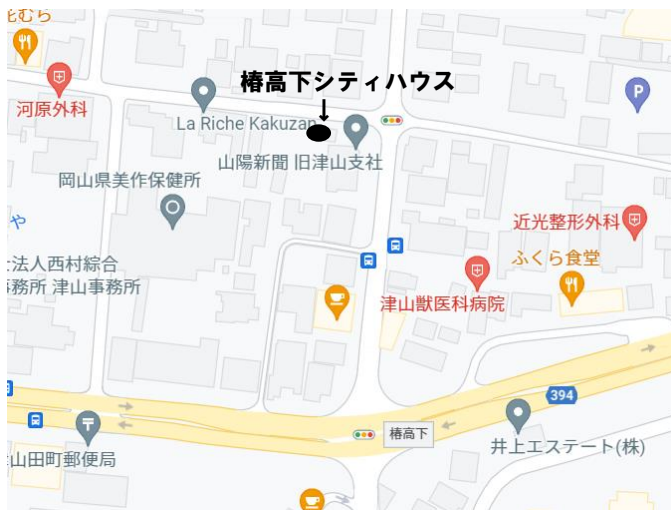 むら
河原外科
椿高下シティハウス
↓
La Riche Kakuzan
山陽新聞 旧津山支社
P
岡山県美作保健所
や
法人西村綜合
務所 津山事務所
近光整形外科
ふくら食堂
津山獣医科病院
394
椿高下
井上エステート(株)
山田町郵便局